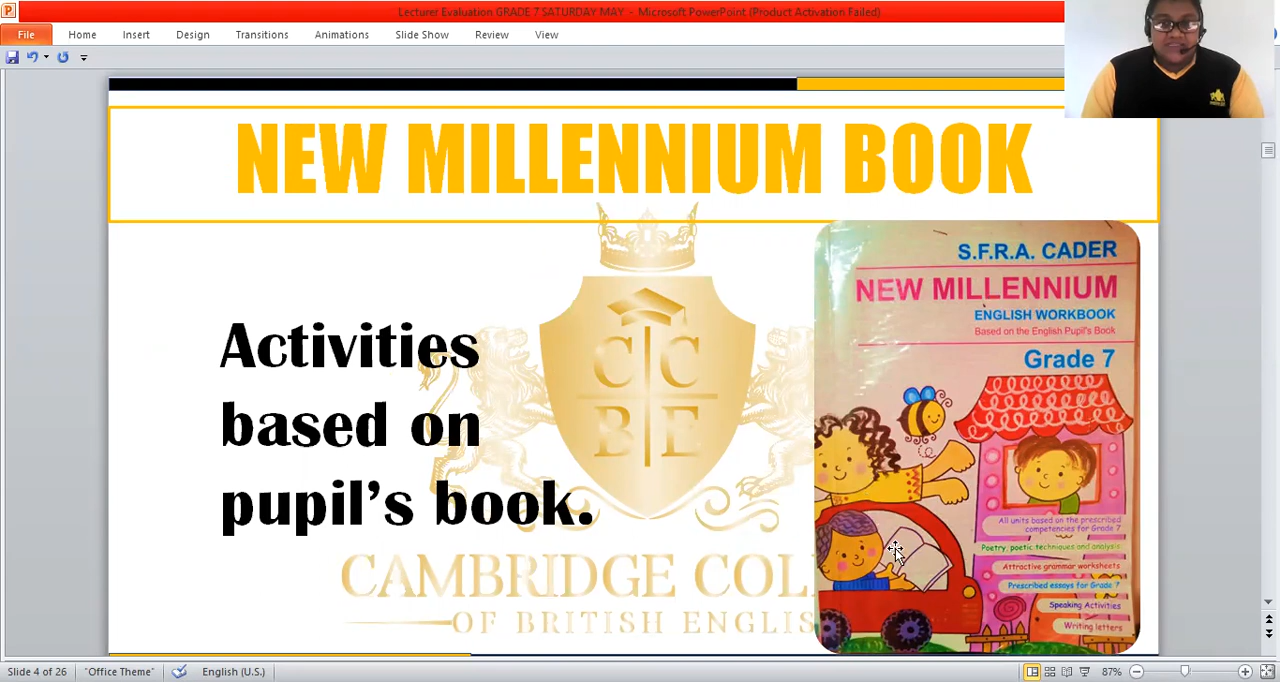 Lecturer Evaluation GRADE 7 SATURDAY MAY - Microsoft PowerPoint (Product Activation Failed)
File Home Insert Design Transitions Animations Slide Show Review View
NEW MILLENNIUM BOOK
Activities
based on
pupil's book.
S.F.R.A. CADER
NEW MILLENNIUM
ENGLISH WORKBOOK
Based on the English Pupil's Book
Grade 7
All units based on the prescribed
competencies for Grade 7
Poetry, poetic techniques and analysis
Attractive grammar worksheets
Prescribed essays for Grade 7
Speaking Activities
Writing letters
C C
B E
CAMBRIDGE COL
OF BRITISH ENGLIS
Slide 4 of 26 "Office Theme" English (U.S.) 87%